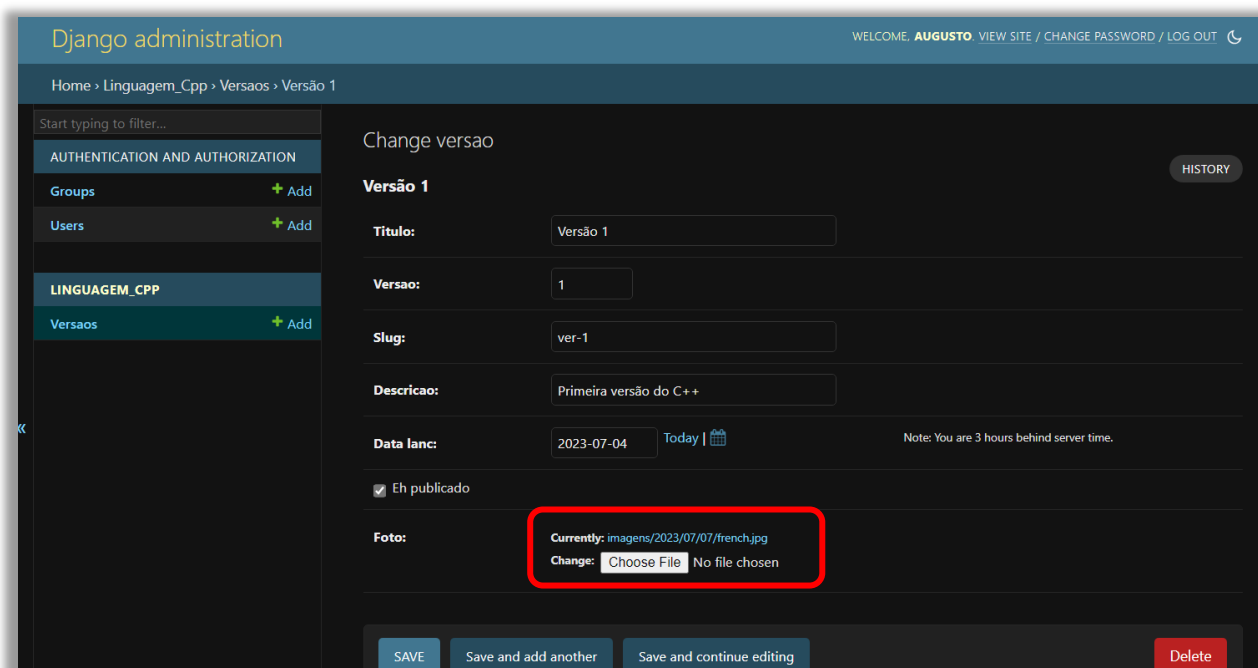 Django administration
WELCOME, AUGUSTO. VIEW SITE / CHANGE PASSWORD / LOG OUT
Home › Linguagem_Cpp › Versaos › Versão 1
Start typing to filter...
AUTHENTICATION AND AUTHORIZATION
Groups + Add
Users + Add
LINGUAGEM_CPP
Versaos + Add
«
Change versao
HISTORY
Versão 1
Titulo: Versão 1
Versao: 1
Slug: ver-1
Descricao: Primeira versão do C++
Data lanc: 2023-07-04 Today | Note: You are 3 hours behind server time.
Eh publicado
Foto: Currently: imagens/2023/07/07/french.jpg
Change: Choose File No file chosen
SAVE Save and add another Save and continue editing Delete